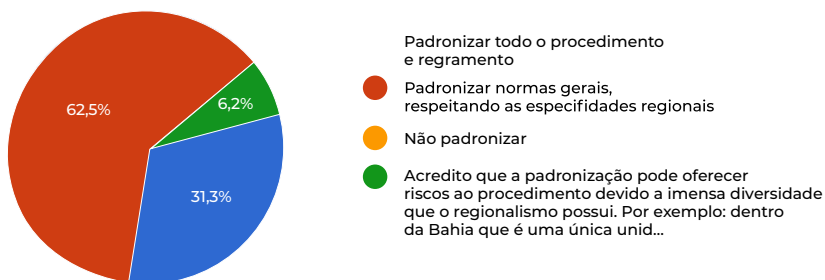 62,5%
6,2%
31,3%
Padronizar todo o procedimento
e regramento
Padronizar normas gerais,
respeitando as especifidades regionais
Não padronizar
Acredito que a padronização pode oferecer
riscos ao procedimento devido a imensa diversidade
que o regionalismo possui. Por exemplo: dentro
da Bahia que é uma única unid...